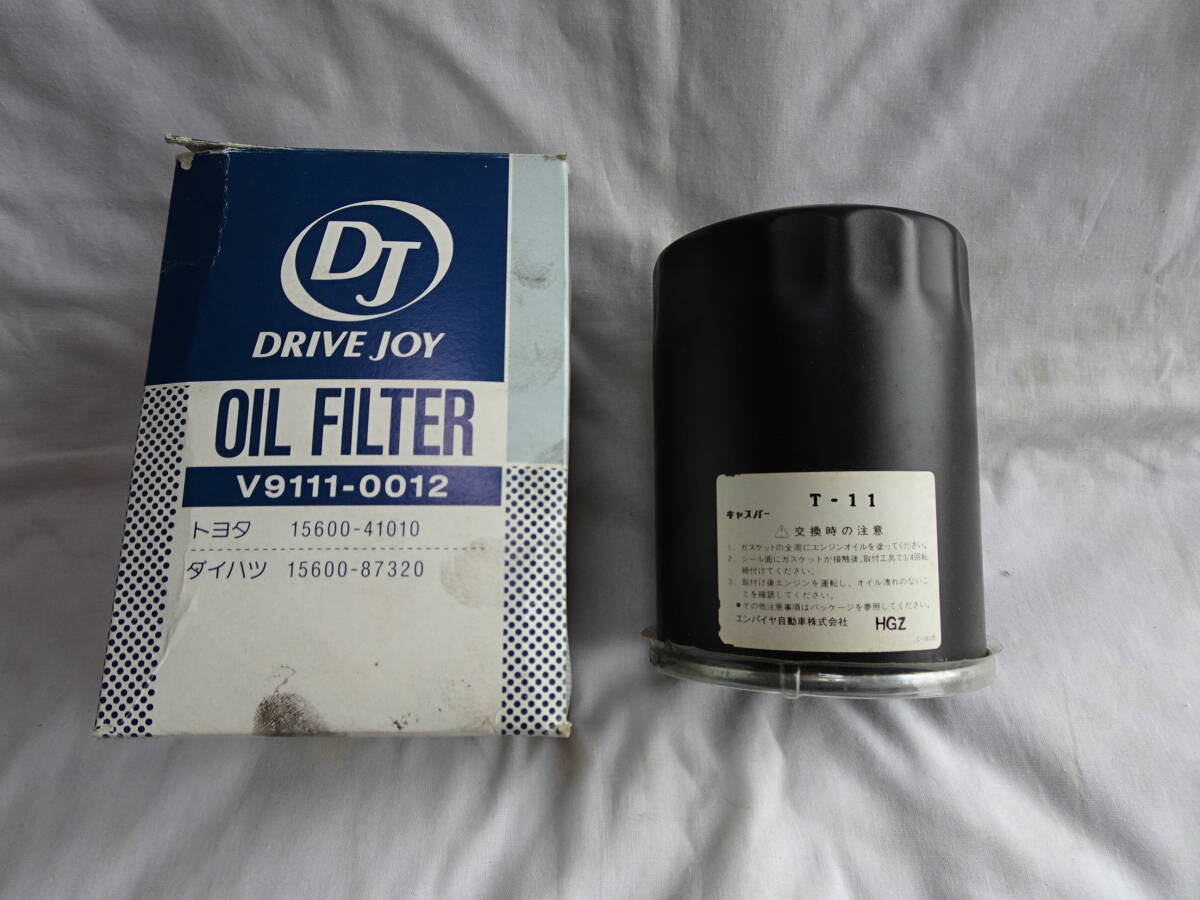 DJ
DRIVE JOY
OIL FILTER
V9111-0012
トヨタ 15600-41010
ダイハツ 15600-87320
T-11
キャスパー
⚠交換時の注意
1. ガスケットの全周にエンジンオイルを塗ってください。
2. シール面にガスケットが接触後、取付工具で3/4回転
締付けてください。
3. 取付け後エンジンを運転し、オイル洩れのないこ
とを確認してください。
●その他注意事項はパッケージを参照してください。
エンパイヤ自動車株式会社 HGZ